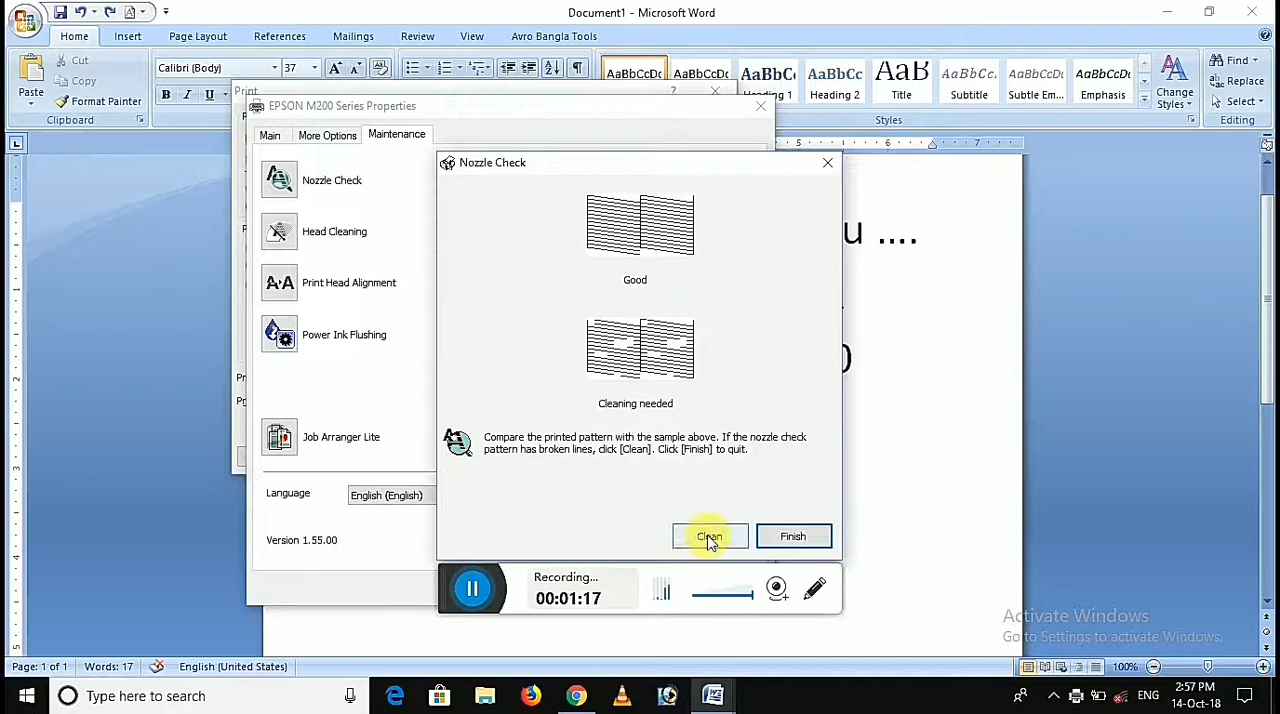 Document1 - Microsoft Word
Home Insert Page Layout References Mailings Review View Avro Bangla Tools
Paste
Cut
Copy
Format Painter
Clipboard
Calibri (Body) 37
B I U
AaBbCcDc AaBbCcDc AaBbC AaBbCc AaB AaBbCc. AaBbCcDc AaBbCcDc
Heading 1 Heading 2 Title Subtitle Subtle Em... Emphasis
Styles
Change Styles
Find
Replace
Select
Editing
Print
EPSON M200 Series Properties
Main More Options Maintenance
Nozzle Check
Head Cleaning
Print Head Alignment
Power Ink Flushing
Job Arranger Lite
Language English (English)
Version 1.55.00
Nozzle Check
Good
Cleaning needed
Compare the printed pattern with the sample above. If the nozzle check
pattern has broken lines, click [Clean]. Click [Finish] to quit.
Clean Finish
Recording...
00:01:17
5 6 7
u ....
Activate Windows
Go to Settings to activate Windows.
Page: 1 of 1 Words: 17 English (United States) 100%
Type here to search
ENG
2:57 PM
14-Oct-18